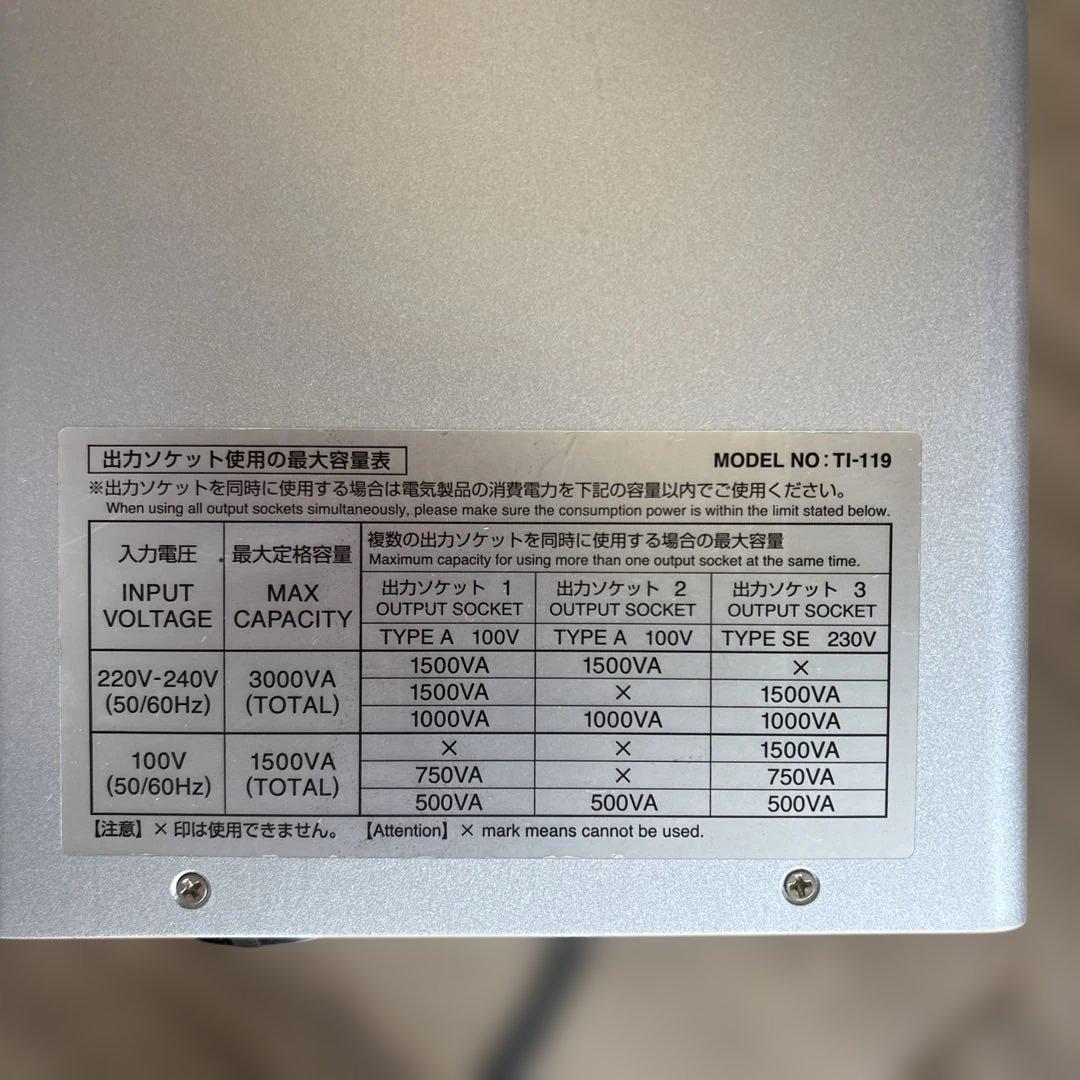 出力ソケット使用の最大容量表
MODEL NO : TI-119
※出力ソケットを同時に使用する場合は電気製品の消費電力を下記の容量以内でご使用ください。
When using all output sockets simultaneously, please make sure the consumption power is within the limit stated below.
入力電圧
INPUT
VOLTAGE
最大定格容量
MAX
CAPACITY
複数の出力ソケットを同時に使用する場合の最大容量
Maximum capacity for using more than one output socket at the same time.
出力ソケット 1
OUTPUT SOCKET
出力ソケット 2
OUTPUT SOCKET
出力ソケット 3
OUTPUT SOCKET
TYPE A 100V
TYPE A 100V
TYPE SE 230V
220V-240V
(50/60Hz)
3000VA
(TOTAL)
1500VA 1500VA ×
1500VA × 1500VA
1000VA 1000VA 1000VA
100V
(50/60Hz)
1500VA
(TOTAL)
× × 1500VA
750VA × 750VA
500VA 500VA 500VA
【注意】× 印は使用できません。 【Attention】× mark means cannot be used.